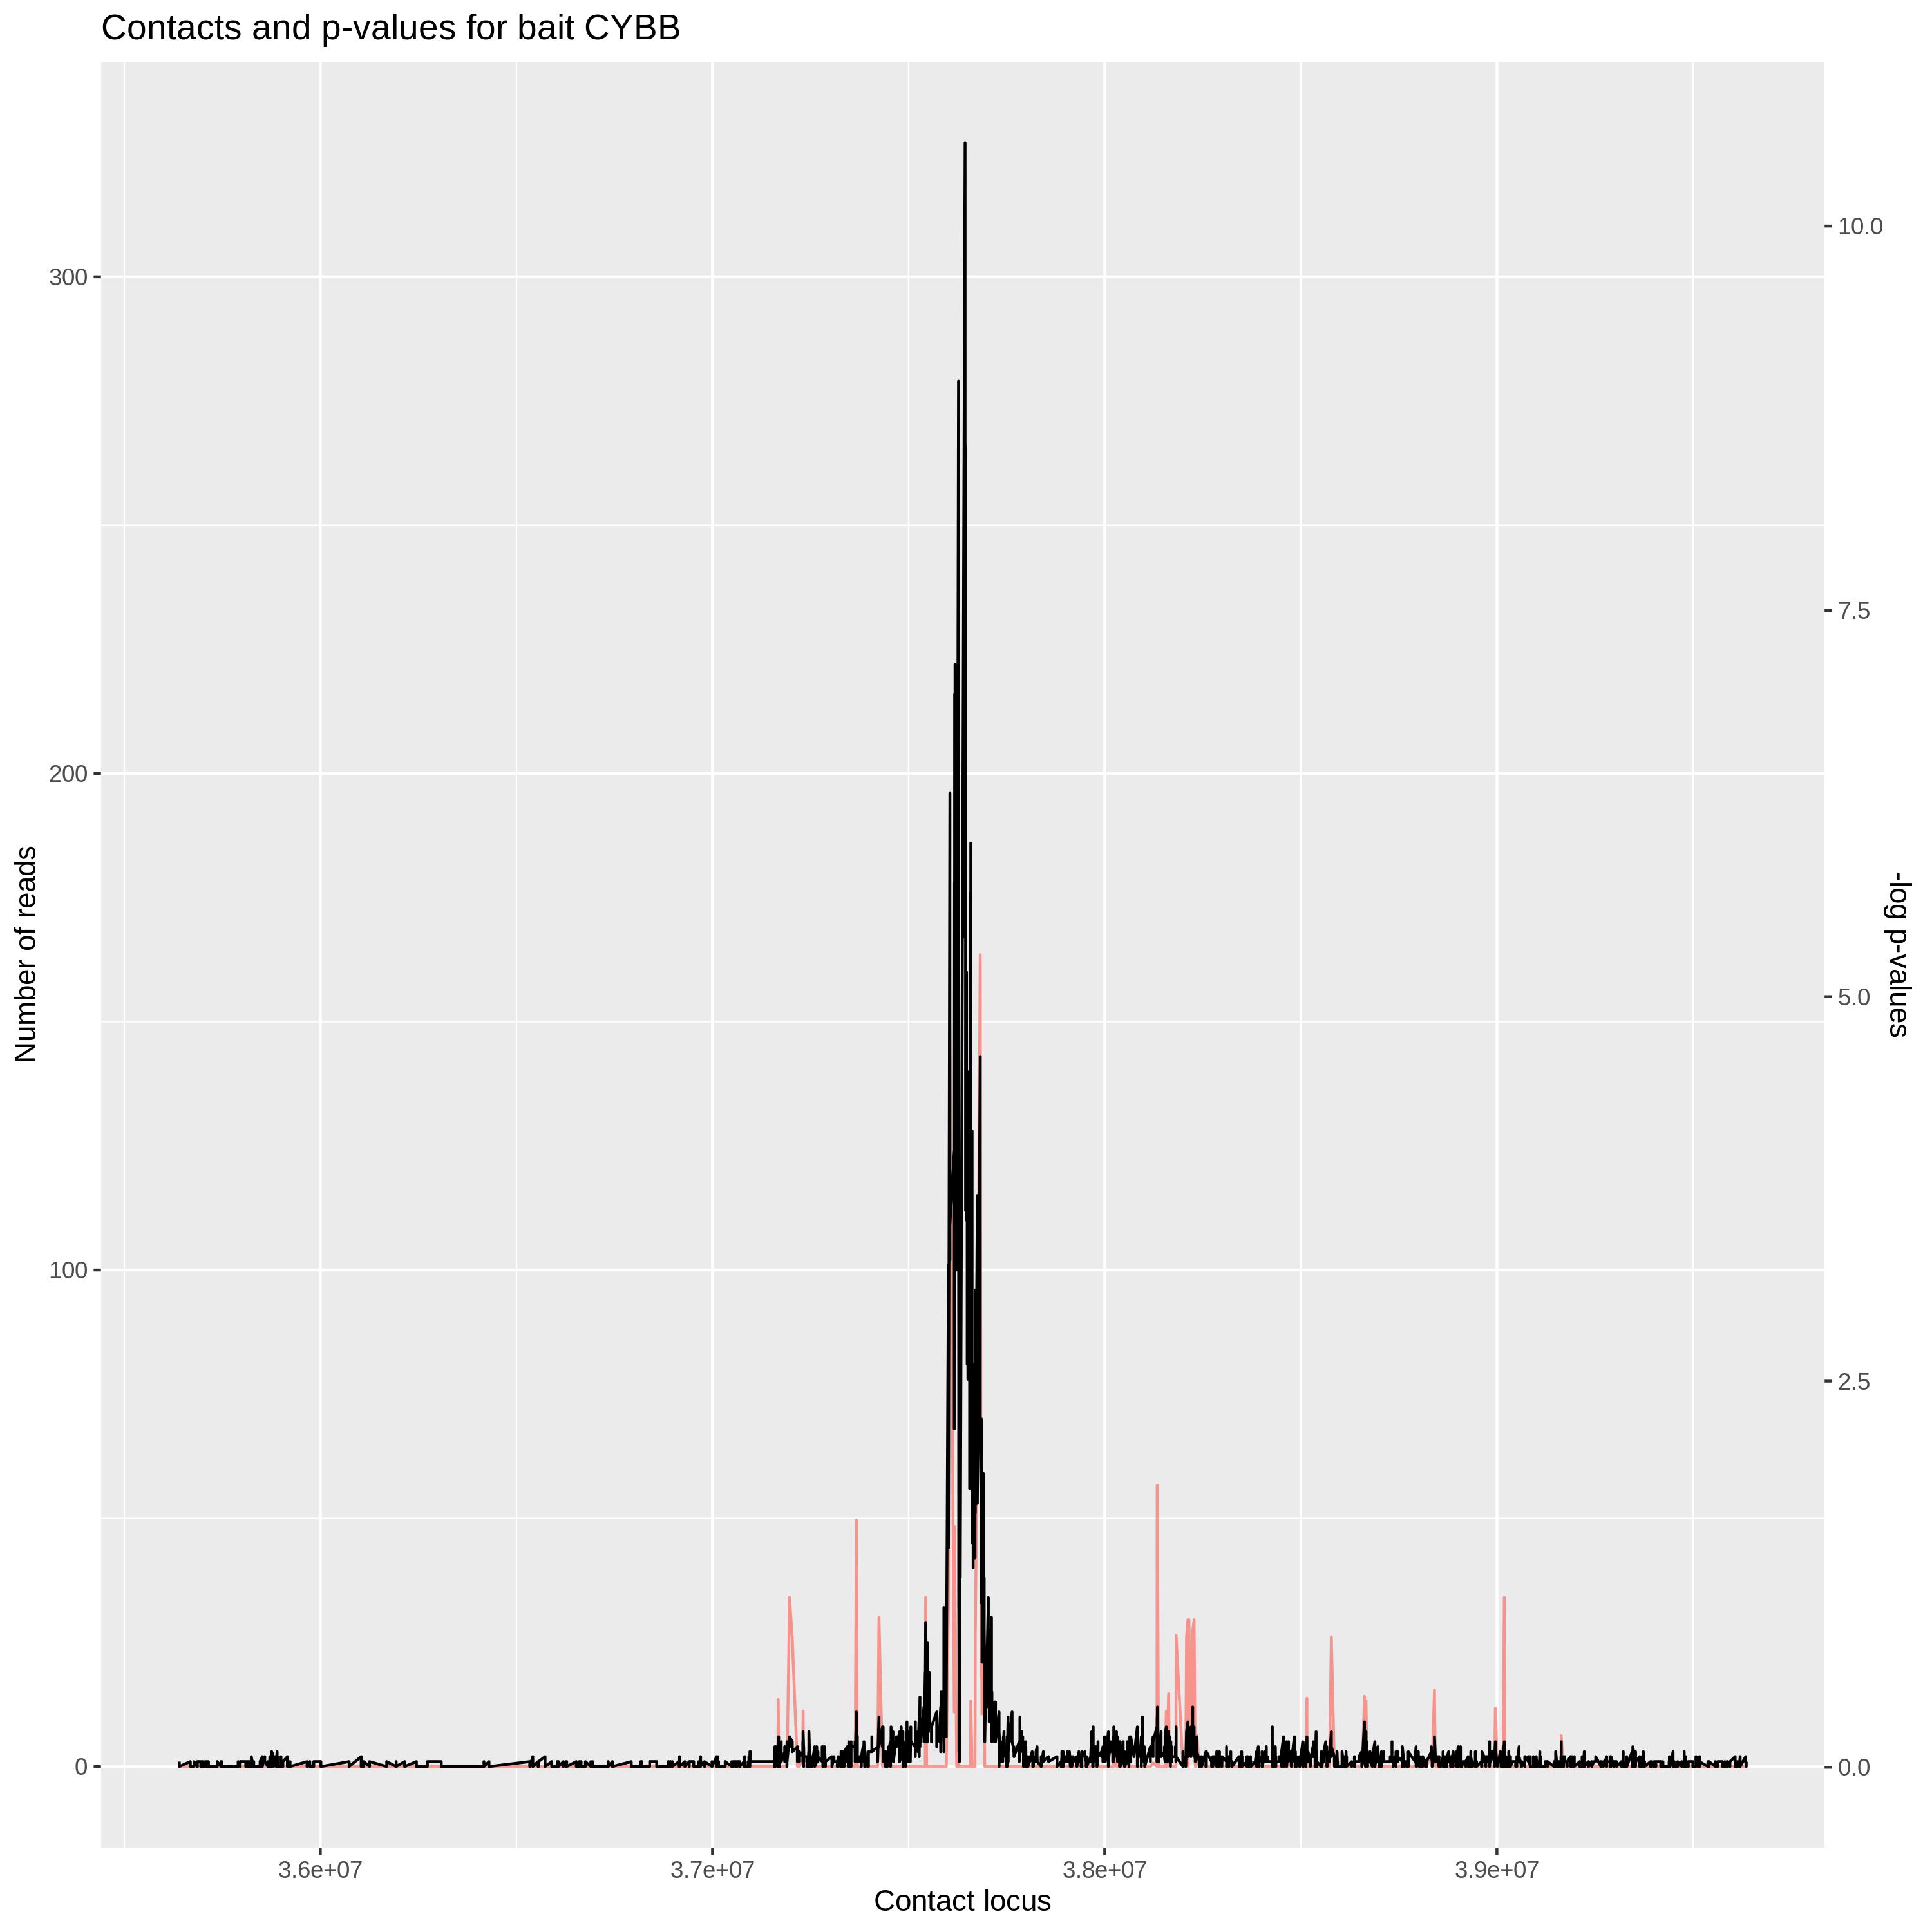 Contacts and p-values for bait CYBB
Number of reads
300
200
100
0
10.0
7.5
5.0
2.5
0.0
-log p-values
3.6e+07
3.7e+07
3.8e+07
3.9e+07
Contact locus